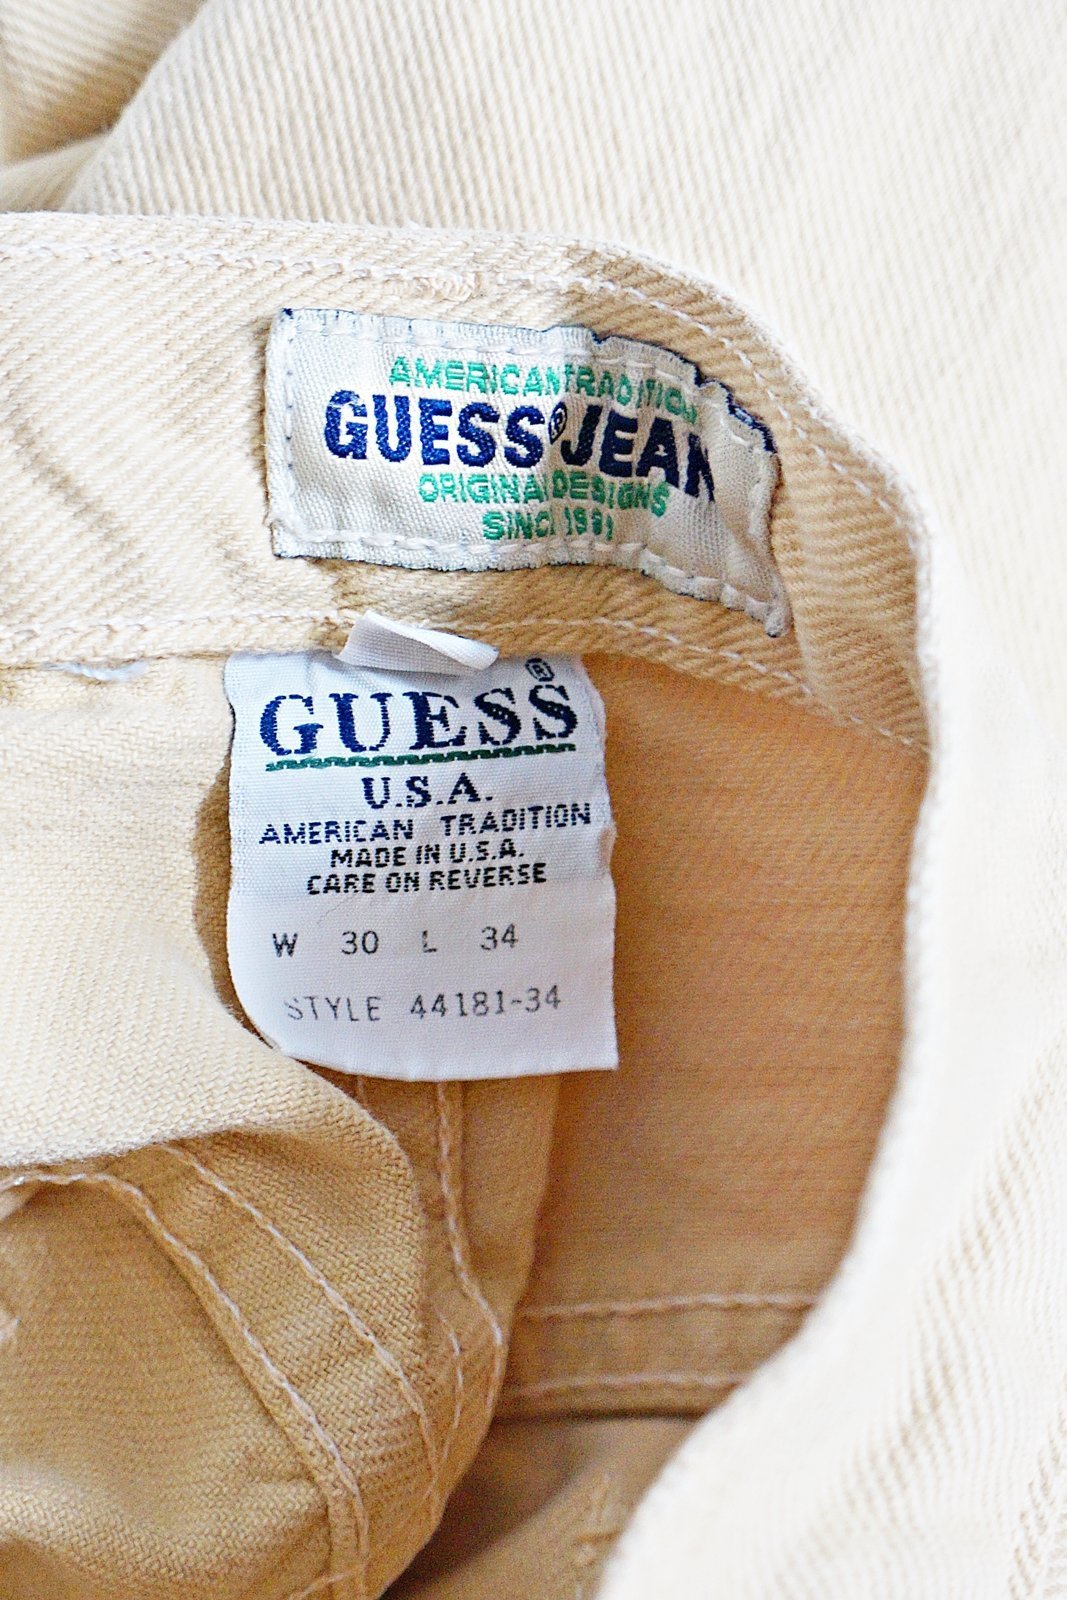 AMERICAN TRADITION
GUESS® JEAN
ORIGINAL DESIGNS
SINCE 1981
GUESS®
U.S.A.
AMERICAN TRADITION
MADE IN U.S.A.
CARE ON REVERSE
W 30 L 34
STYLE 44181-34